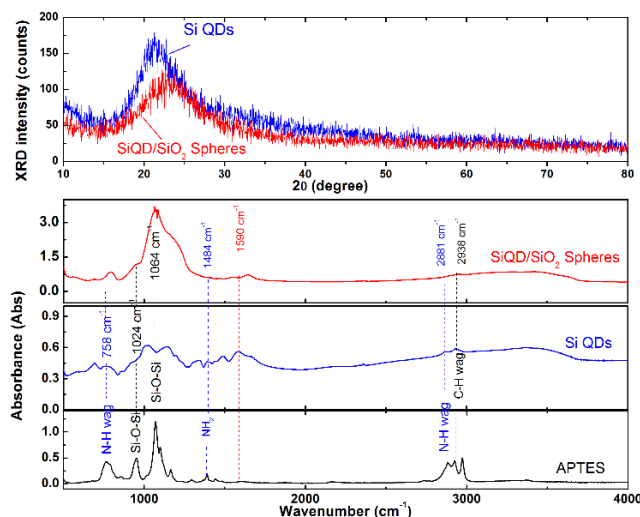 XRD intensity (counts)
200
150
100
50
0
Si QDs
SiQD/SiO₂ Spheres
10 20 30 40 50 60 70 80
2θ (degree)
Absorbance (Abs)
3.0
1.5
0.0
758 cm⁻¹
1024 cm⁻¹
1064 cm⁻¹
1484 cm⁻¹
1590 cm⁻¹
2881 cm⁻¹
2938 cm⁻¹
SiQD/SiO₂ Spheres
0.9
0.6
0.3
0.0
Si QDs
N-H wag
Si-O-Si
Si-O-Si
NH₂
N-H wag
C-H wag
1.0
0.5
0.0
APTES
1000 2000 3000 4000
Wavenumber (cm⁻¹)